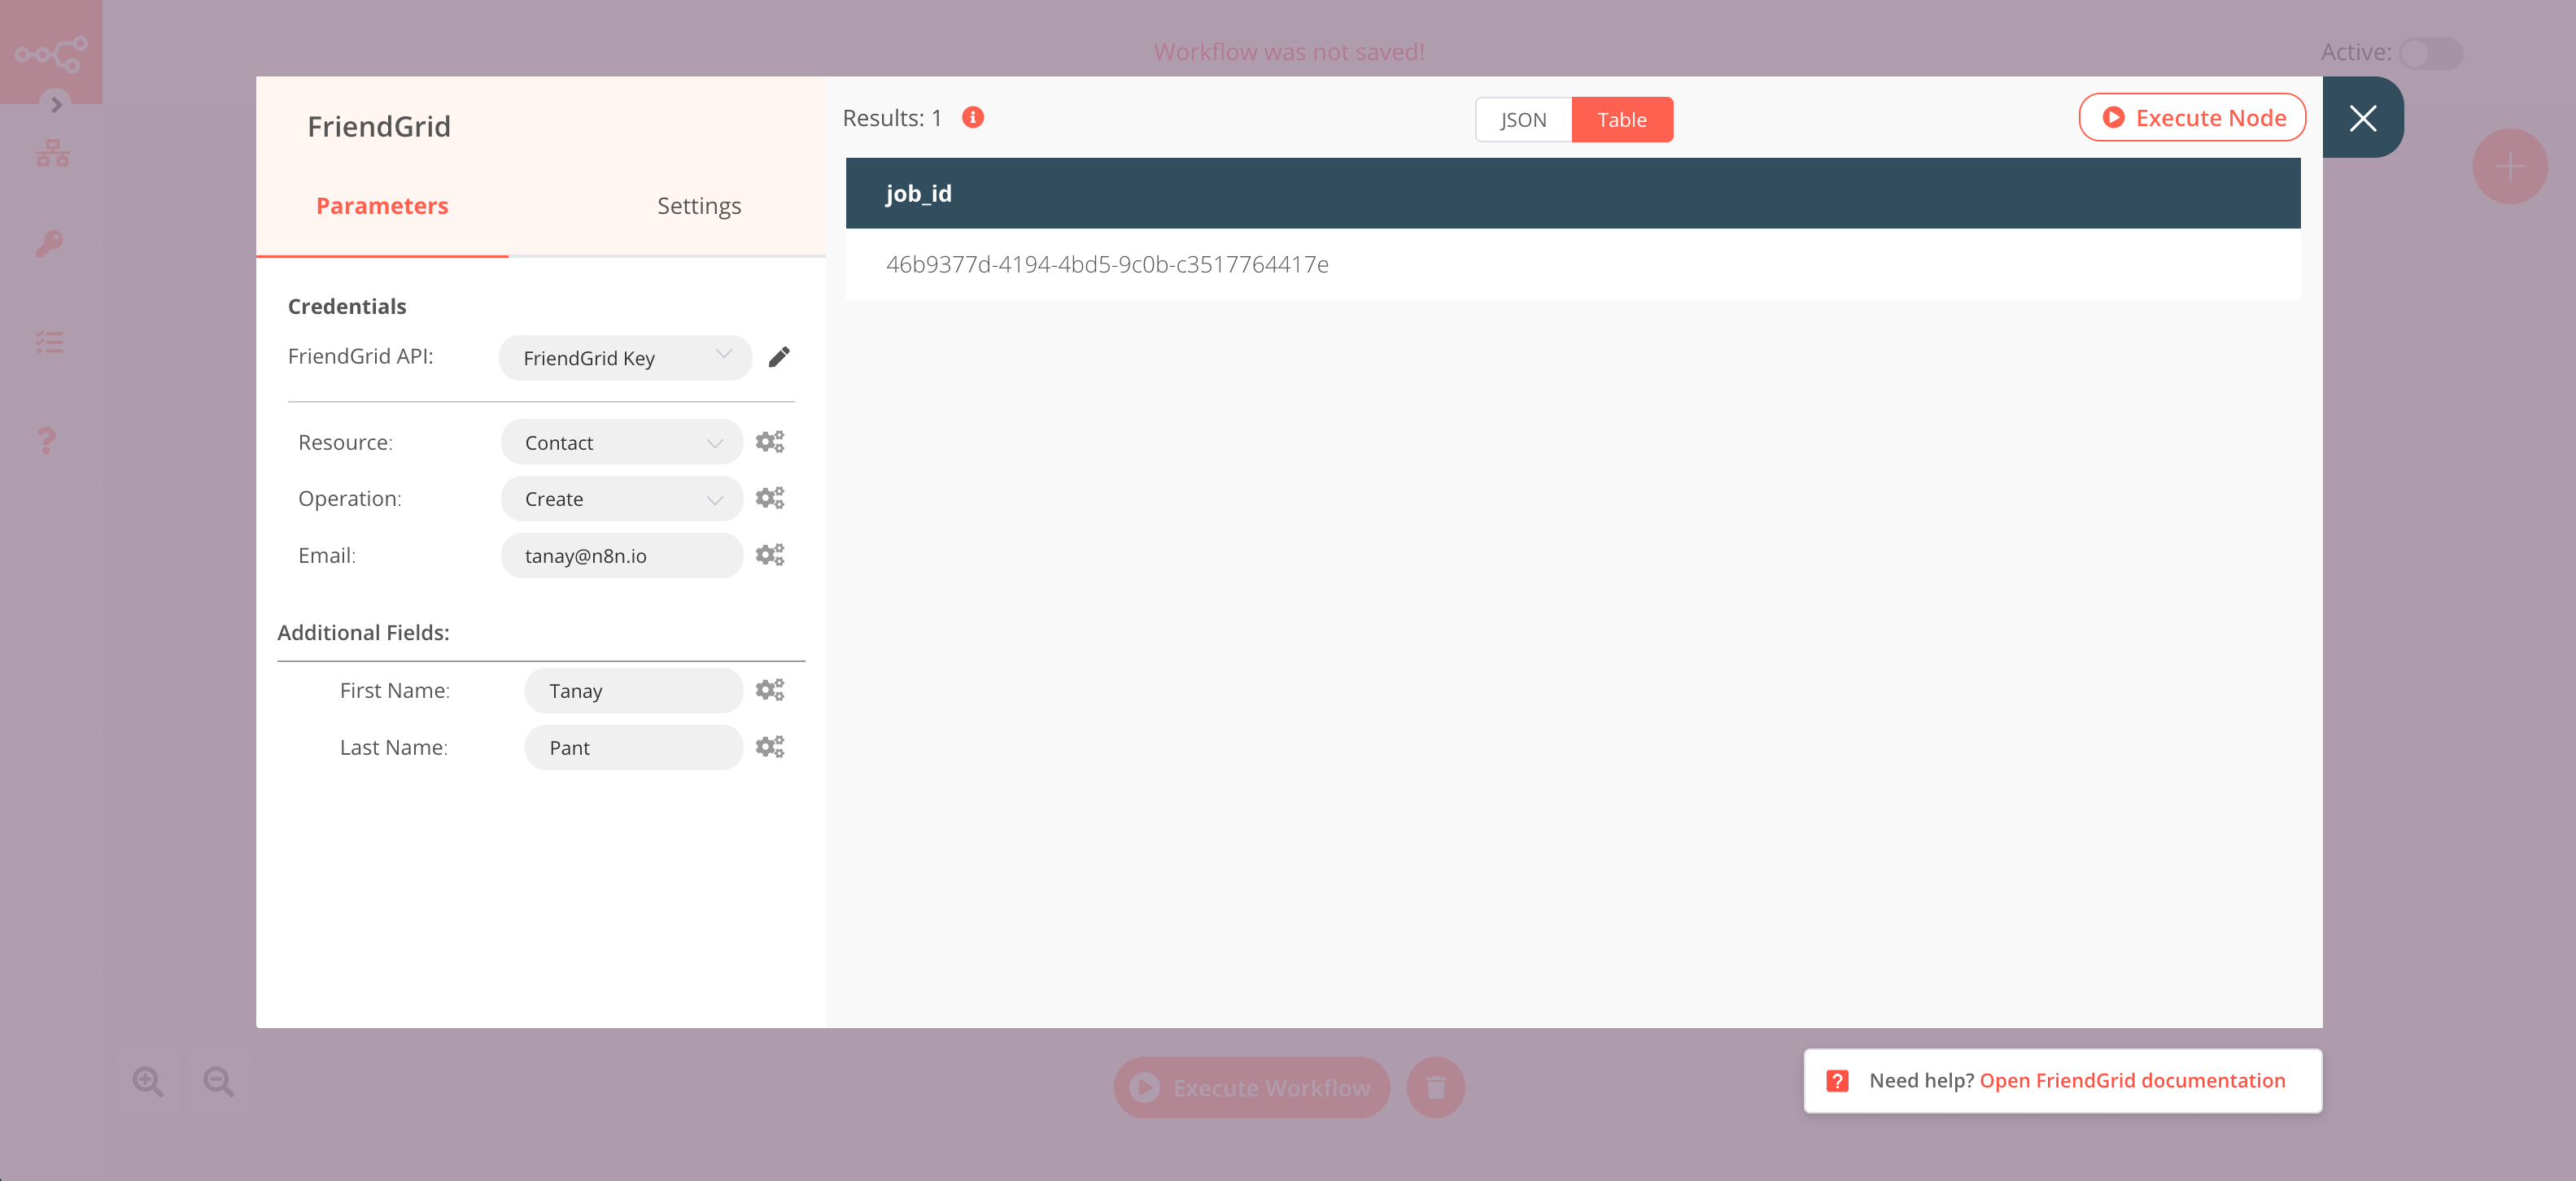 Workflow was not saved!
Active:
FriendGrid
Parameters
Settings
Credentials
FriendGrid API:
FriendGrid Key
Resource:
Contact
Operation:
Create
Email:
tanay@n8n.io
Additional Fields:
First Name:
Tanay
Last Name:
Pant
Results: 1
JSON
Table
Execute Node
job_id
46b9377d-4194-4bd5-9c0b-c3517764417e
Execute Workflow
Need help? Open FriendGrid documentation